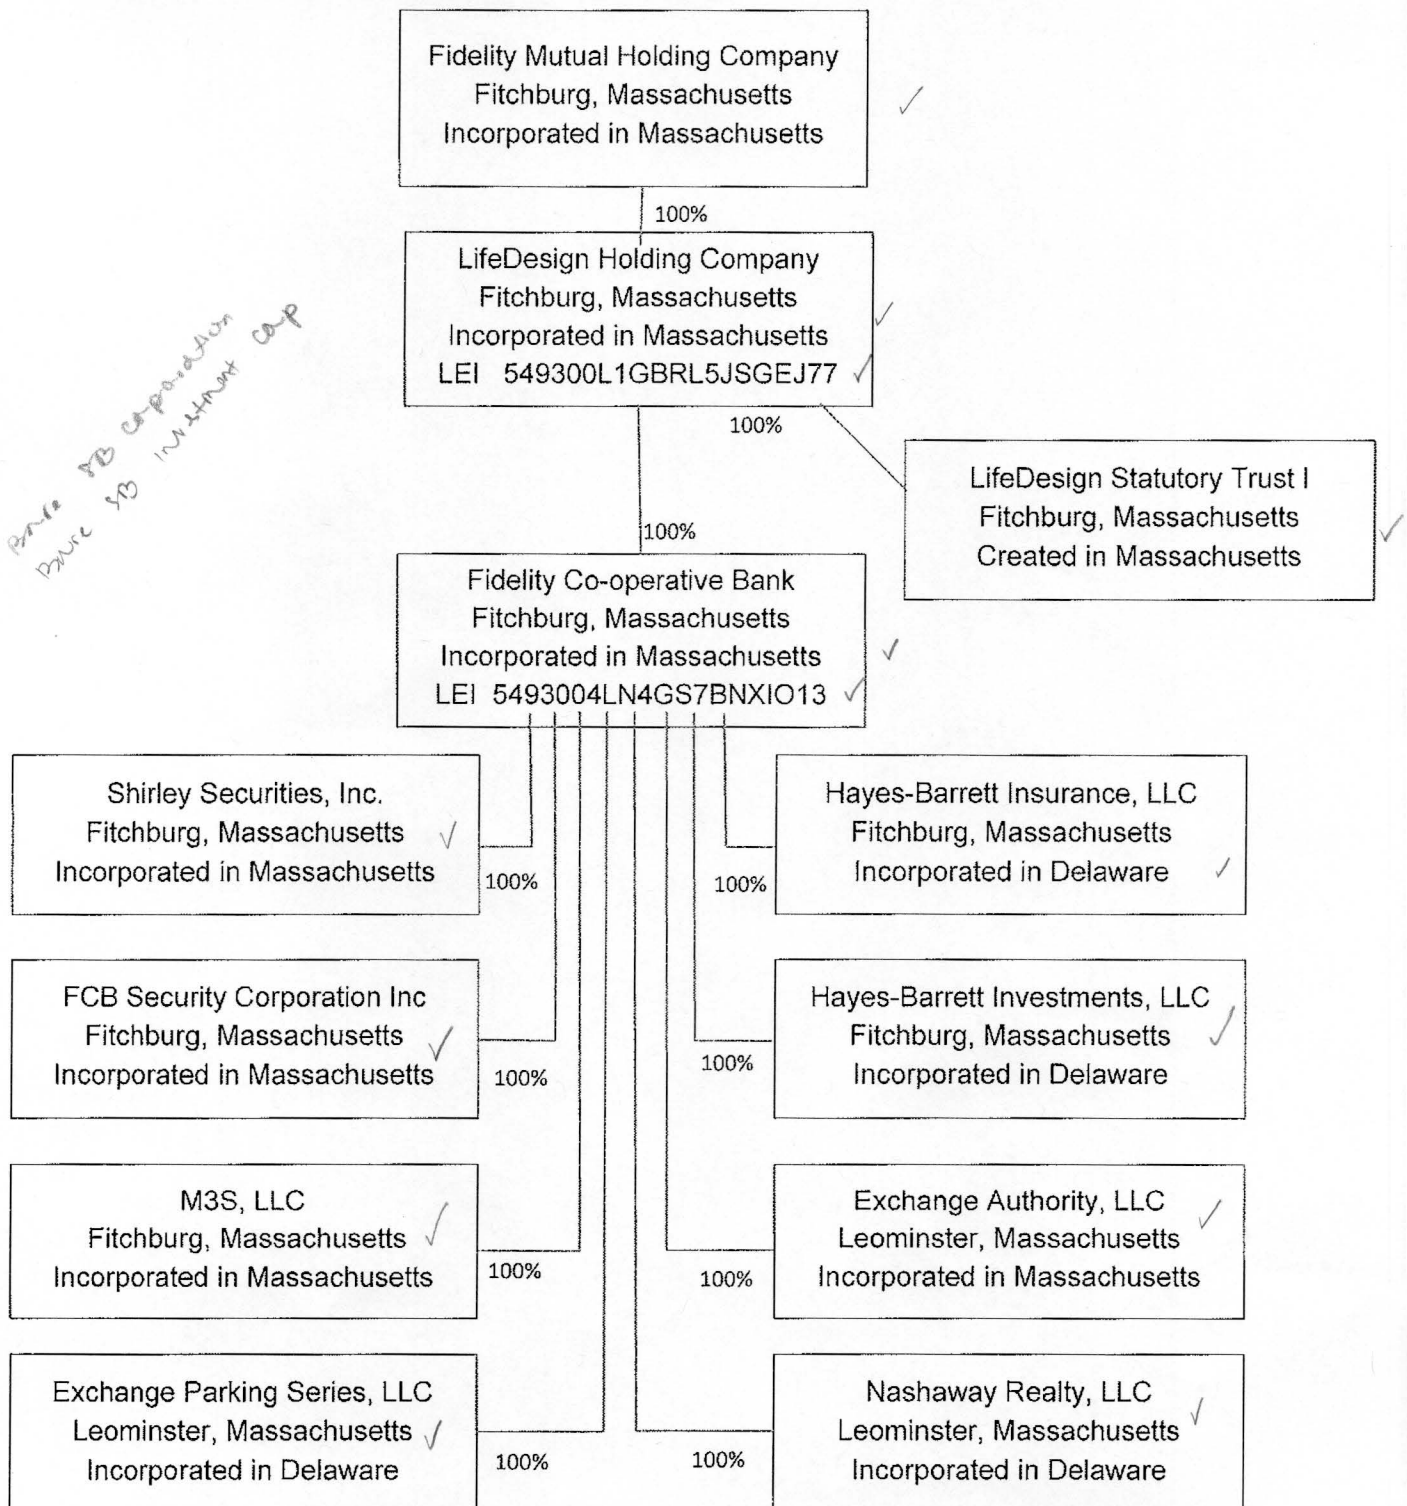 Fidelity Mutual Holding Company
Fitchburg, Massachusetts
Incorporated in Massachusetts
100%
LifeDesign Holding Company
Fitchburg, Massachusetts
Incorporated in Massachusetts
LEI 549300L1GBRL5JSGEJ77
100%
LifeDesign Statutory Trust I
Fitchburg, Massachusetts
Created in Massachusetts
SB corporation
SB investment
100%
Fidelity Co-operative Bank
Fitchburg, Massachusetts
Incorporated in Massachusetts
LEI 5493004LN4GS7BNXIO13
Shirley Securities, Inc.
Fitchburg, Massachusetts
Incorporated in Massachusetts
100%
Hayes-Barrett Insurance, LLC
Fitchburg, Massachusetts
Incorporated in Delaware
100%
FCB Security Corporation Inc
Fitchburg, Massachusetts
Incorporated in Massachusetts
100%
Hayes-Barrett Investments, LLC
Fitchburg, Massachusetts
Incorporated in Delaware
100%
M3S, LLC
Fitchburg, Massachusetts
Incorporated in Massachusetts
100%
Exchange Authority, LLC
Leominster, Massachusetts
Incorporated in Massachusetts
100%
Exchange Parking Series, LLC
Leominster, Massachusetts
Incorporated in Delaware
100%
Nashaway Realty, LLC
Leominster, Massachusetts
Incorporated in Delaware
100%